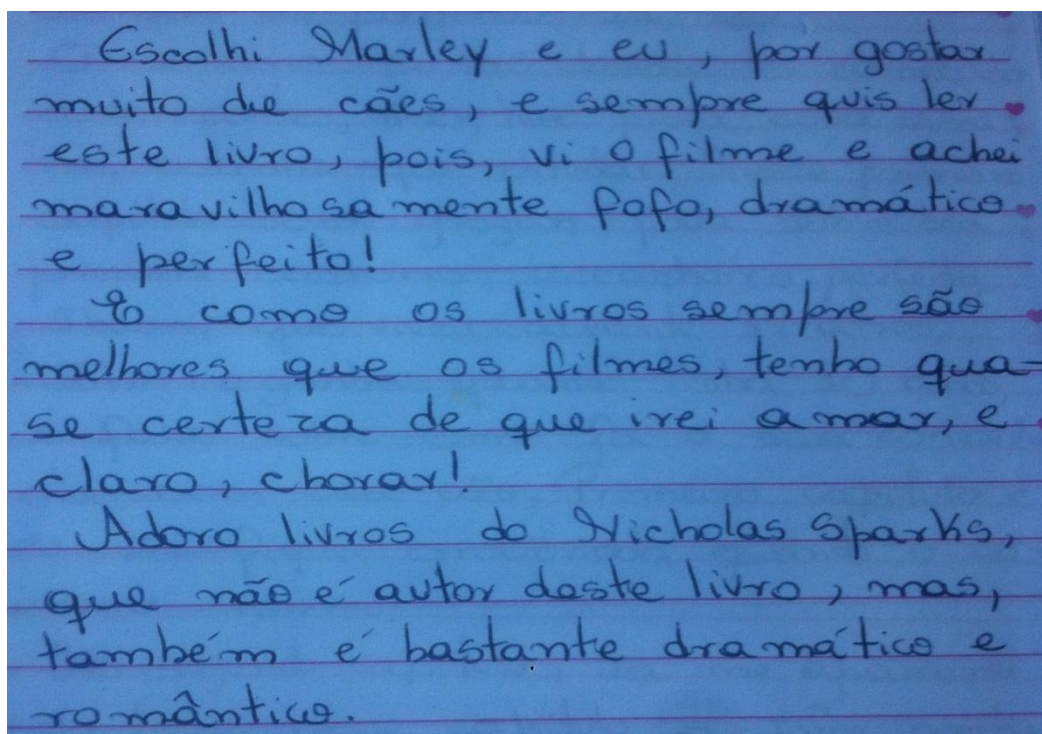 Escolhi Marley e eu, por gostar
muito de cães, e sempre quis ler
este livro, pois, vi o filme e achei
maravilhosamente fofo, dramático
e perfeito!
E como os livros sempre são
melhores que os filmes, tenho qua-
se certeza de que irei amar, e
claro, chorar!
Adoro livros do Nicholas Sparks,
que não é autor deste livro, mas,
também é bastante dramático e
romântico.